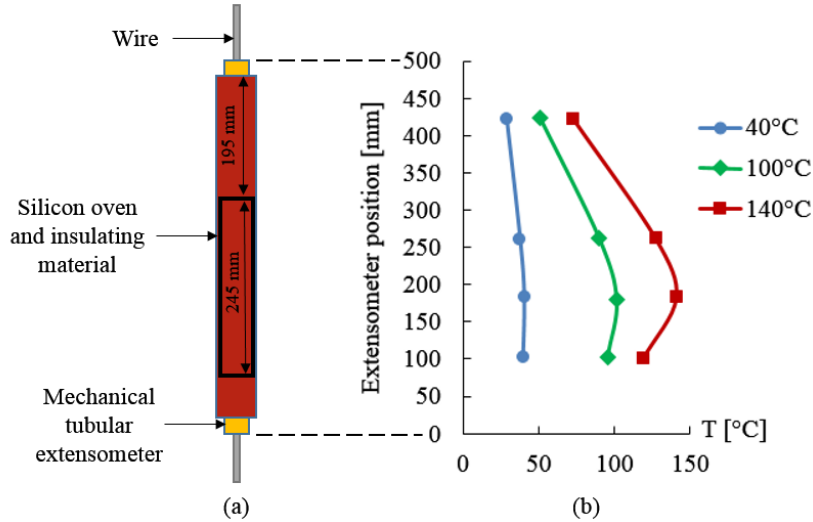 Wire
195 mm
Silicon oven
and insulating
material
245 mm
Mechanical
tubular
extensometer
(a)
Extensometer position [mm]
500
450
400
350
300
250
200
150
100
50
0
0
50
100
150
T [°C]
40°C
100°C
140°C
(b)